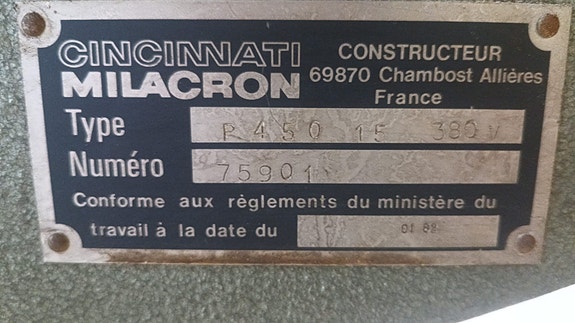 CINCINNATI
MILACRON
CONSTRUCTEUR
69870 Chambost Allières
France
Type P 450 15 380 V
Numéro 75901
Conforme aux règlements du ministère du
travail à la date du 01 88